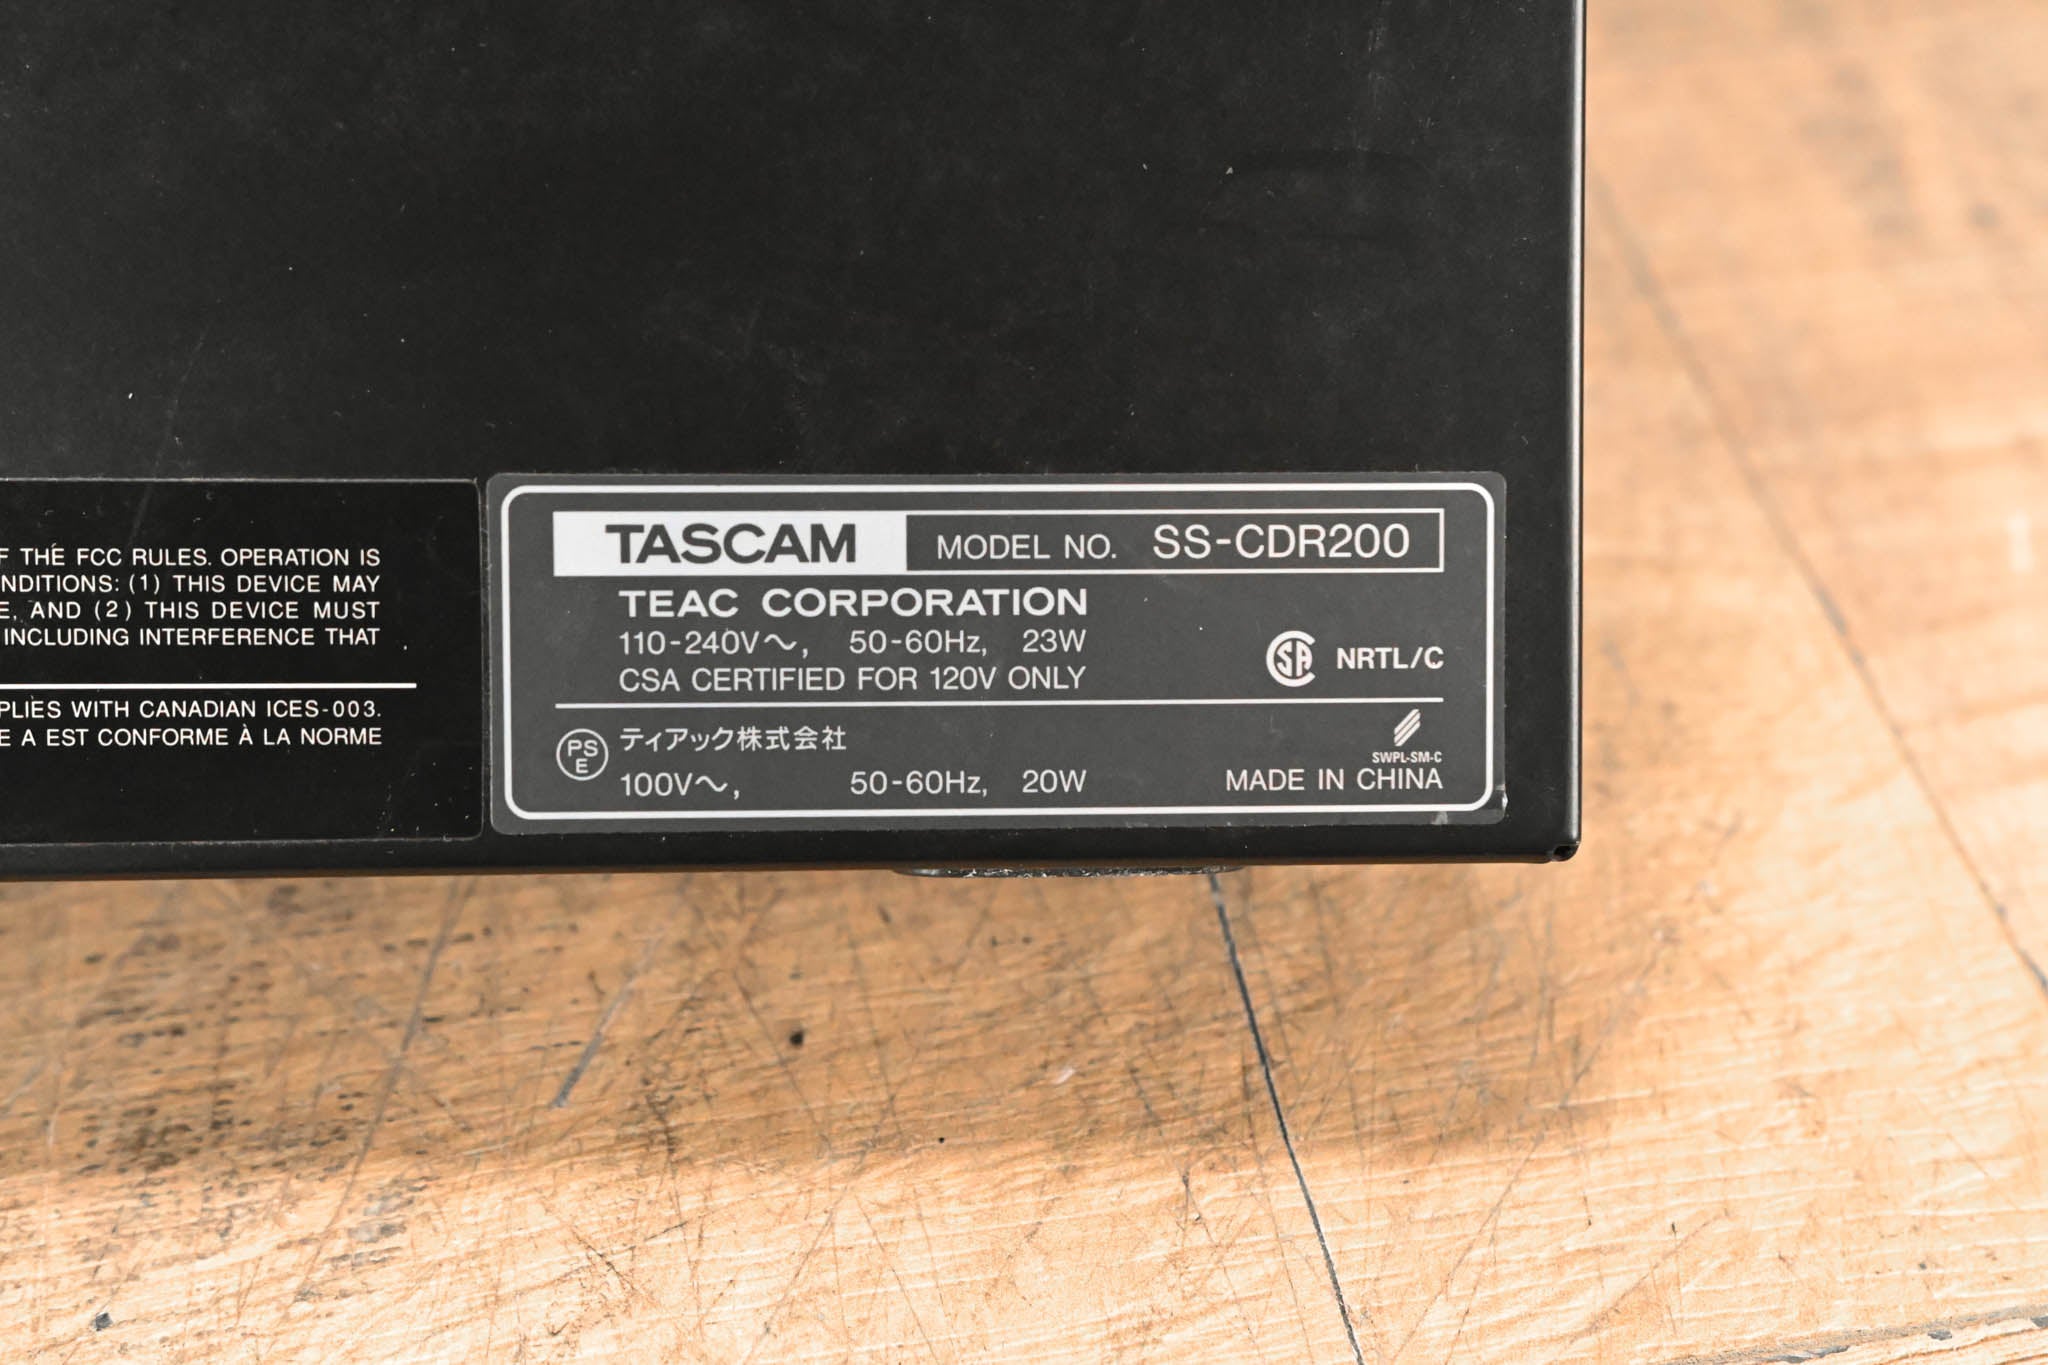 F THE FCC RULES. OPERATION IS
NDITIONS: (1) THIS DEVICE MAY
E, AND (2) THIS DEVICE MUST
INCLUDING INTERFERENCE THAT
PLIES WITH CANADIAN ICES-003.
E A EST CONFORME À LA NORME
TASCAM MODEL NO. SS-CDR200
TEAC CORPORATION
110-240V～, 50-60Hz, 23W
CSA CERTIFIED FOR 120V ONLY
SA NRTL/C
PS
E
ティアック株式会社
100V～, 50-60Hz, 20W
SWPL-SM-C
MADE IN CHINA